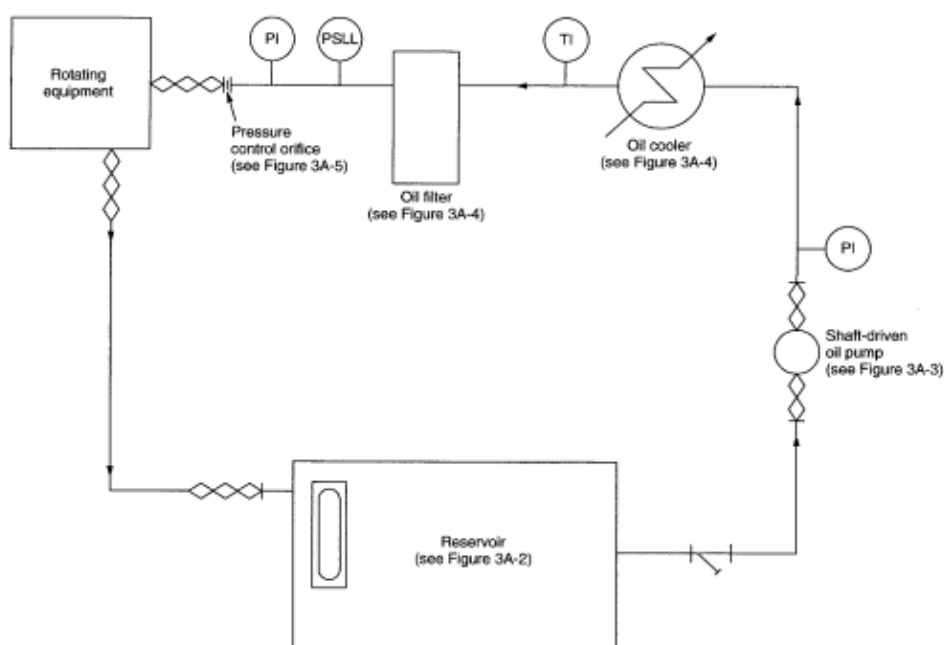 PI
PSLL
TI
Rotating
equipment
Pressure
control orifice
(see Figure 3A-5)
Oil filter
(see Figure 3A-4)
Oil cooler
(see Figure 3A-4)
PI
Shaft-driven
oil pump
(see Figure 3A-3)
Reservoir
(see Figure 3A-2)